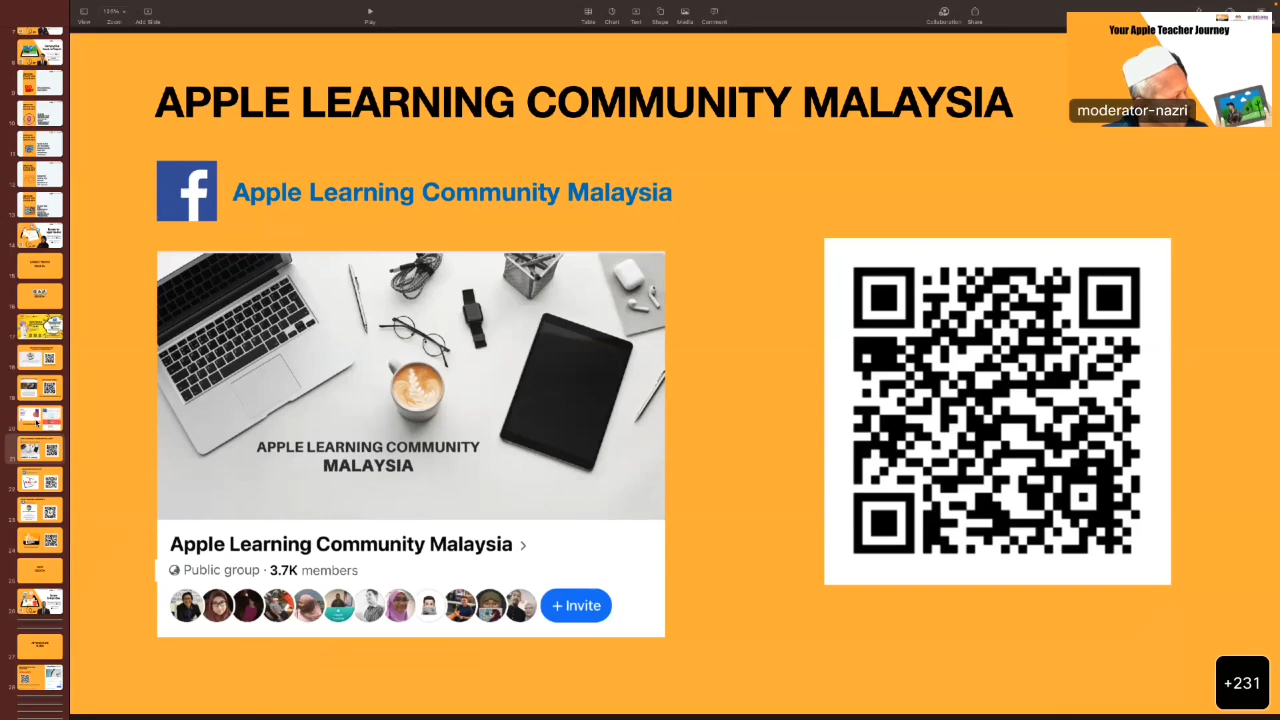 126%
View
Zoom
Add Slide
Play
Table
Chart
Text
Shape
Media
Comment
Collaboration
Share
Your Apple Teacher Journey
moderator-nazri
APPLE LEARNING COMMUNITY MALAYSIA
Apple Learning Community Malaysia
APPLE LEARNING COMMUNITY
MALAYSIA
Apple Learning Community Malaysia
Public group · 3.7K members
+ Invite
+231